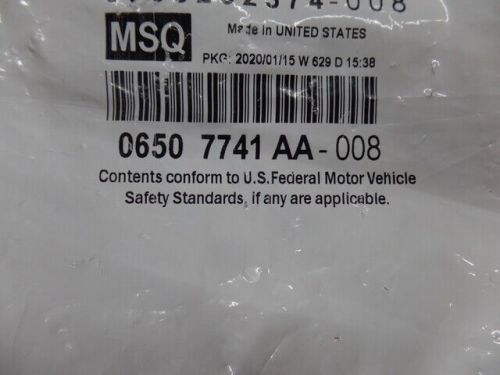 MSQ
Made in UNITED STATES
PKG: 2020/01/15 W 629 D 15:38
0650 7741 AA - 008
Contents conform to U.S. Federal Motor Vehicle
Safety Standards, if any are applicable.